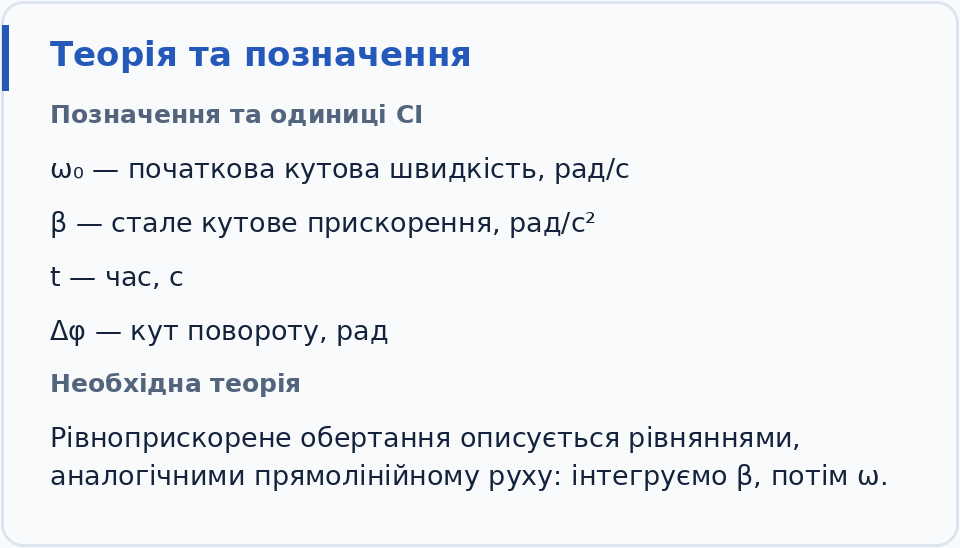 Теорія та позначення
Позначення та одиниці СІ
ω₀ — початкова кутова швидкість, рад/с
β — стале кутове прискорення, рад/с²
t — час, с
Δφ — кут повороту, рад
Необхідна теорія
Рівноприскорене обертання описується рівняннями,
аналогічними прямолінійному руху: інтегруємо β, потім ω.